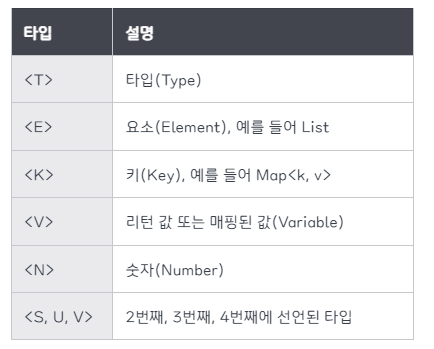 타입 설명
<T> 타입(Type)
<E> 요소(Element), 예를 들어 List
<K> 키(Key), 예를 들어 Map<k, v>
<V> 리턴 값 또는 매핑된 값(Variable)
<N> 숫자(Number)
<S, U, V> 2번째, 3번째, 4번째에 선언된 타입